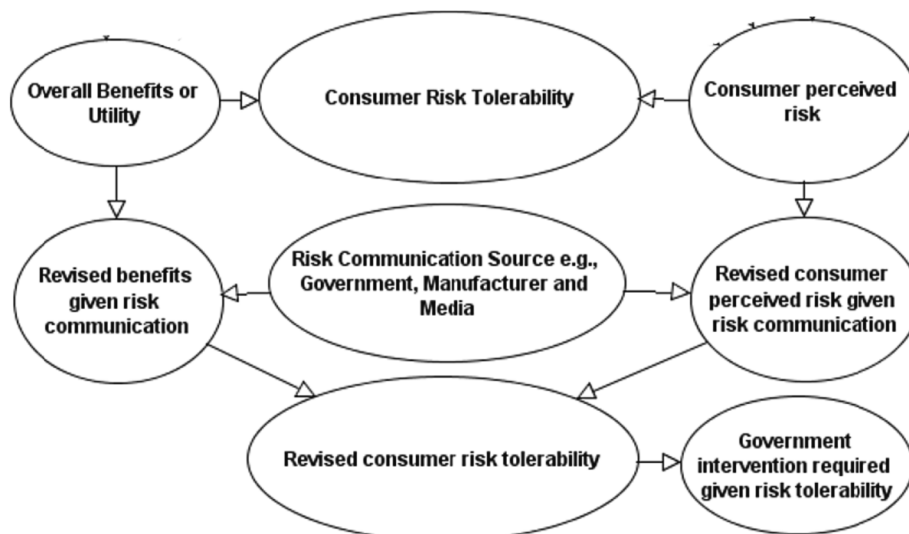 Overall Benefits or
Utility
Consumer Risk Tolerability
Consumer perceived
risk
Revised benefits
given risk
communication
Risk Communication Source e.g.,
Government, Manufacturer and
Media
Revised consumer
perceived risk given
risk communication
Revised consumer risk tolerability
Government
intervention required
given risk tolerability